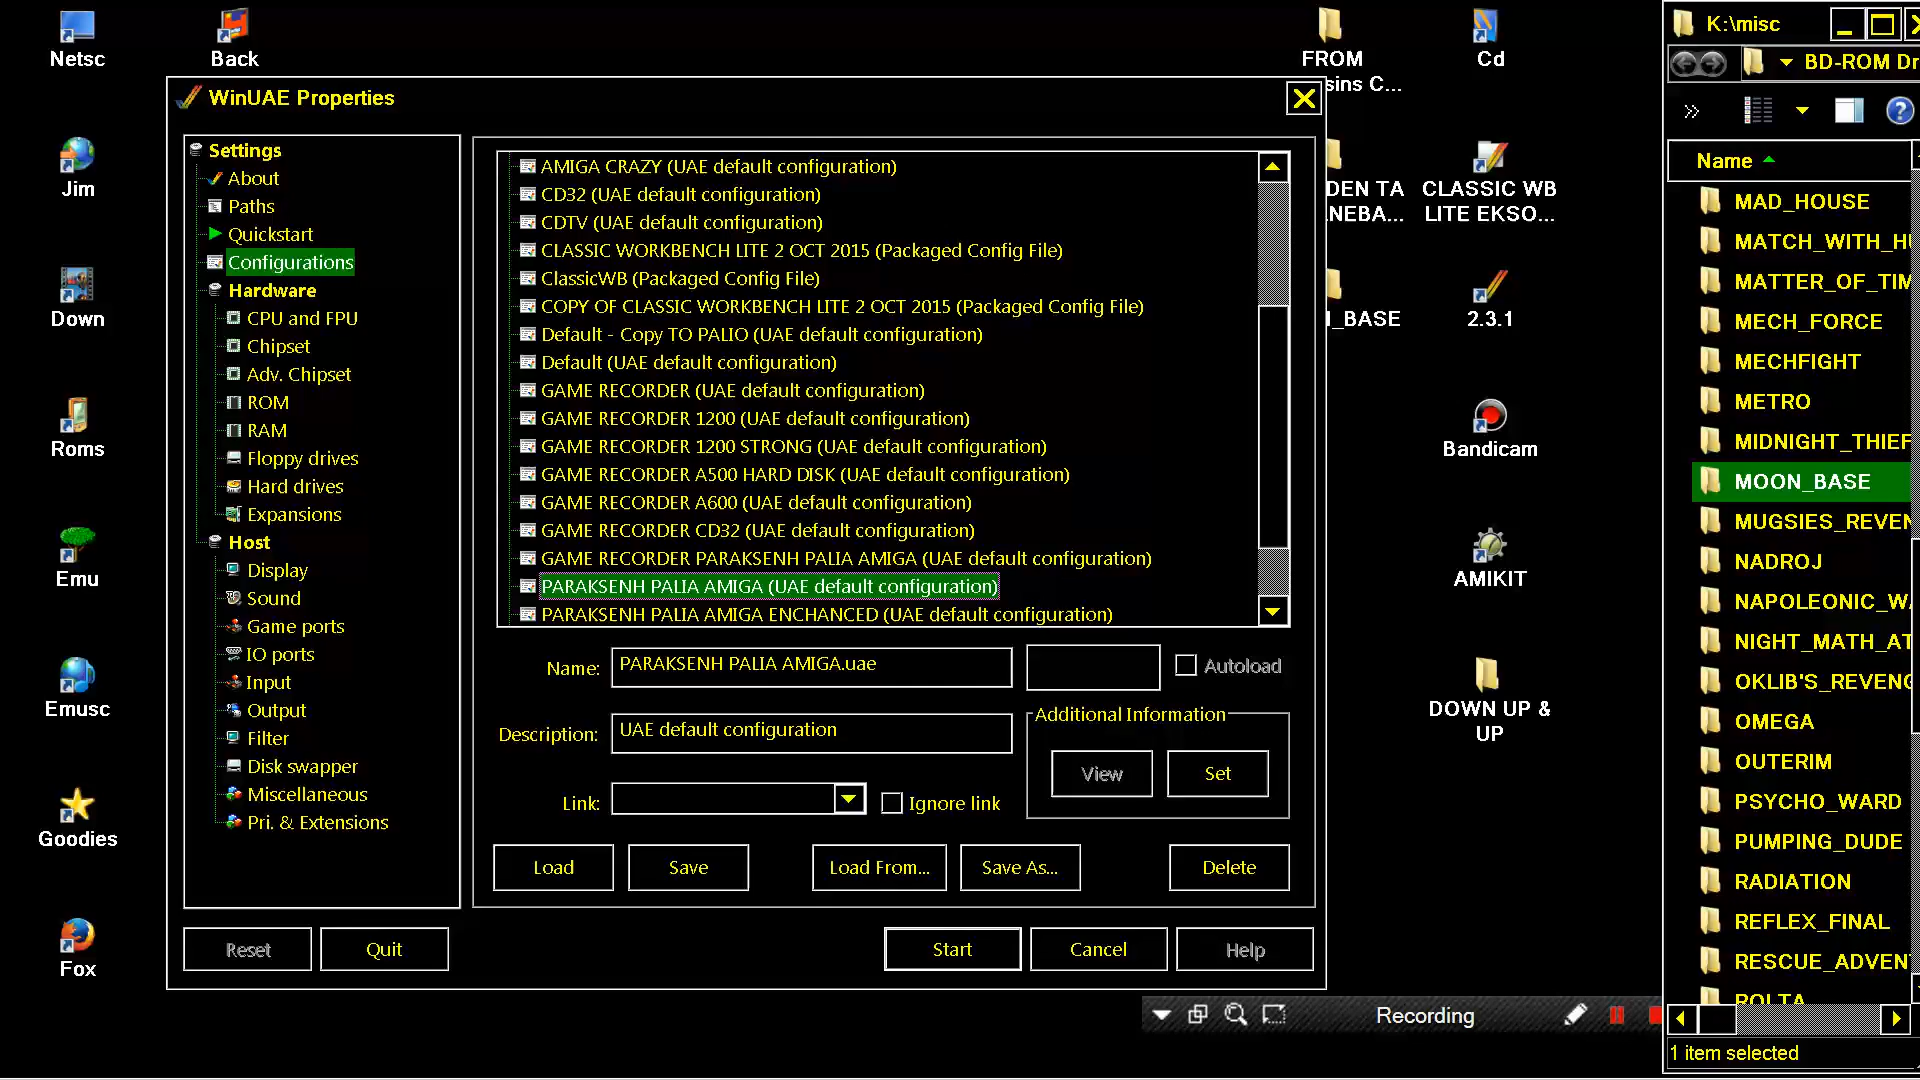 Netsc
Back
Jim
Down
Roms
Emu
Emusc
Goodies
Fox
WinUAE Properties
Settings
About
Paths
Quickstart
Configurations
Hardware
CPU and FPU
Chipset
Adv. Chipset
ROM
RAM
Floppy drives
Hard drives
Expansions
Host
Display
Sound
Game ports
IO ports
Input
Output
Filter
Disk swapper
Miscellaneous
Pri. & Extensions
AMIGA CRAZY (UAE default configuration)
CD32 (UAE default configuration)
CDTV (UAE default configuration)
CLASSIC WORKBENCH LITE 2 OCT 2015 (Packaged Config File)
ClassicWB (Packaged Config File)
COPY OF CLASSIC WORKBENCH LITE 2 OCT 2015 (Packaged Config File)
Default - Copy TO PALIO (UAE default configuration)
Default (UAE default configuration)
GAME RECORDER (UAE default configuration)
GAME RECORDER 1200 (UAE default configuration)
GAME RECORDER 1200 STRONG (UAE default configuration)
GAME RECORDER A500 HARD DISK (UAE default configuration)
GAME RECORDER A600 (UAE default configuration)
GAME RECORDER CD32 (UAE default configuration)
GAME RECORDER PARAKSENH PALIA AMIGA (UAE default configuration)
PARAKSENH PALIA AMIGA (UAE default configuration)
PARAKSENH PALIA AMIGA ENCHANCED (UAE default configuration)
Name: PARAKSENH PALIA AMIGA.uae
Autoload
Description: UAE default configuration
Additional Information
View
Set
Link:
Ignore link
Load
Save
Load From...
Save As...
Delete
Reset
Quit
Start
Cancel
Help
FROM
sins C...
DEN TA
NEBA...
_BASE
Cd
CLASSIC WB
LITE EKSO...
2.3.1
Bandicam
AMIKIT
DOWN UP &
UP
Recording
K:\misc
BD-ROM Dr
Name
MAD_HOUSE
MATCH_WITH_H
MATTER_OF_TIM
MECH_FORCE
MECHFIGHT
METRO
MIDNIGHT_THIEF
MOON_BASE
MUGSIES_REVEN
NADROJ
NAPOLEONIC_WA
NIGHT_MATH_AT
OKLIB'S_REVENG
OMEGA
OUTERIM
PSYCHO_WARD
PUMPING_DUDE
RADIATION
REFLEX_FINAL
RESCUE_ADVEN
ROLTA
1 item selected